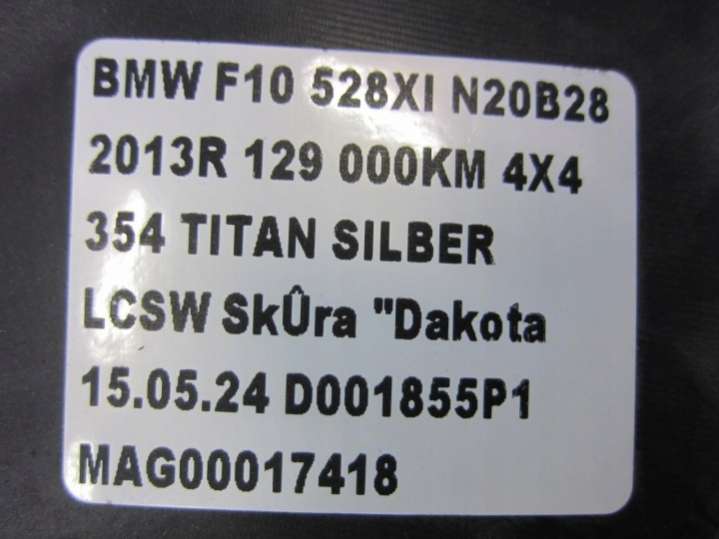 BMW F10 528XI N20B28
2013R 129 000KM 4X4
354 TITAN SILBER
LCSW SkÛra "Dakota
15.05.24 D001855P1
MAG00017418